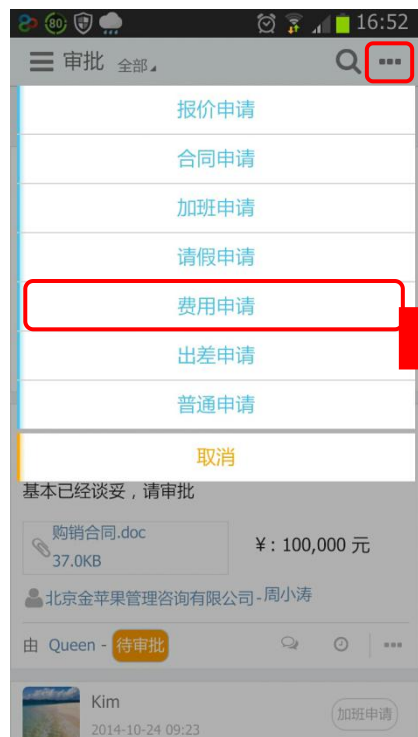 80 16:52
审批 全部
报价申请
合同申请
加班申请
请假申请
费用申请
出差申请
普通申请
取消
基本已经谈妥，请审批
购销合同.doc
37.0KB
¥：100,000 元
北京金苹果管理咨询有限公司-周小涛
由 Queen - 待审批
Kim
2014-10-24 09:23
加班申请